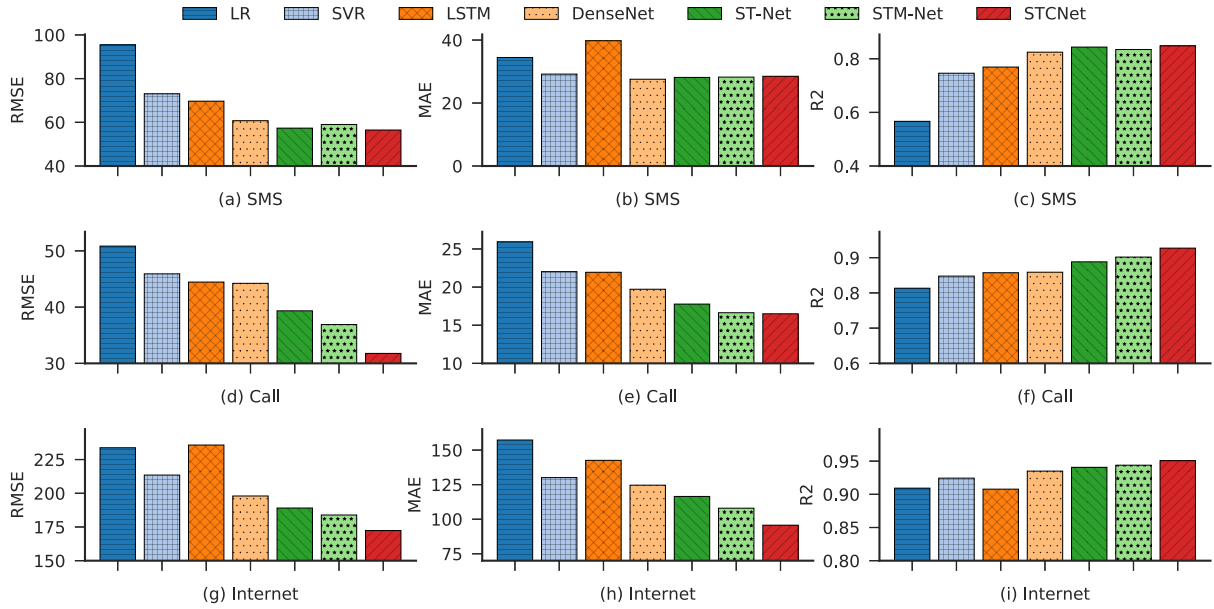 LR SVR LSTM DenseNet ST-Net STM-Net STCNet
RMSE
100
80
60
40
(a) SMS
MAE
40
20
0
(b) SMS
R2
0.8
0.6
0.4
(c) SMS
RMSE
50
40
30
(d) Call
MAE
25
20
15
10
(e) Call
R2
0.9
0.8
0.7
0.6
(f) Call
RMSE
225
200
175
150
(g) Internet
MAE
150
125
100
75
(h) Internet
R2
0.95
0.90
0.85
0.80
(i) Internet